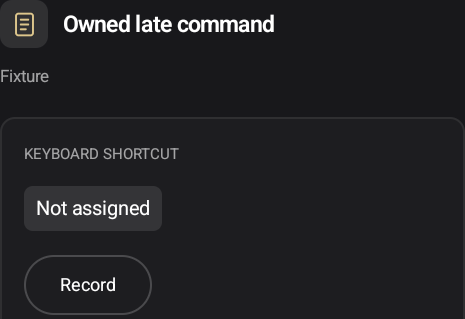 Owned late command
Fixture
KEYBOARD SHORTCUT
Not assigned
Record